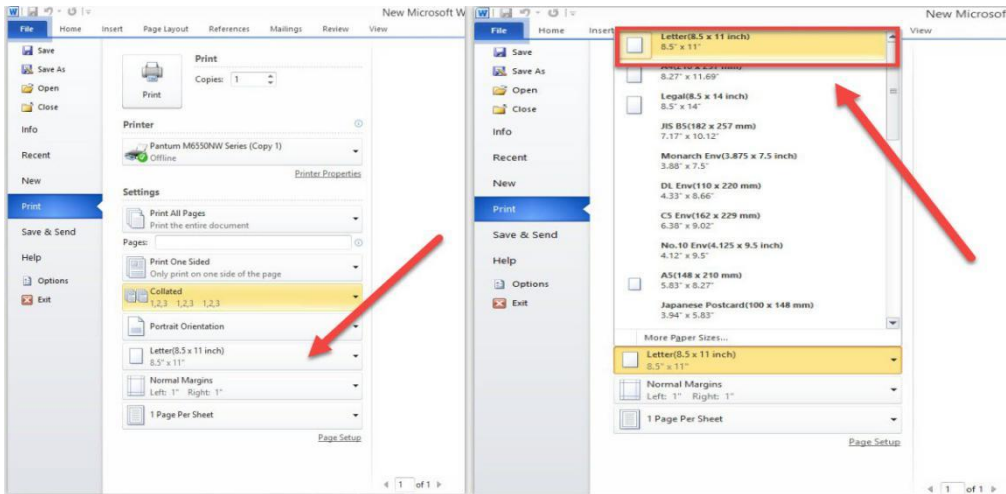 New Microsoft W
File Home Insert Page Layout References Mailings Review View
Save
Save As
Open
Close
Info
Recent
New
Print
Save & Send
Help
Options
Exit
Print
Copies: 1
Print
Printer
Pantum M6550NW Series (Copy 1)
Offline
Printer Properties
Settings
Print All Pages
Print the entire document
Pages:
Print One Sided
Only print on one side of the page
Collated
1,2,3 1,2,3 1,2,3
Portrait Orientation
Letter(8.5 x 11 inch)
8.5" x 11"
Normal Margins
Left: 1" Right: 1"
1 Page Per Sheet
Page Setup
1 of 1
New Microsof
File Home Insert View
Save
Save As
Open
Close
Info
Recent
New
Print
Save & Send
Help
Options
Exit
Letter(8.5 x 11 inch)
8.5" x 11"
8.27" x 11.69"
Legal(8.5 x 14 inch)
8.5" x 14"
JIS B5(182 x 257 mm)
7.17" x 10.12"
Monarch Env(3.875 x 7.5 inch)
3.88" x 7.5"
DL Env(110 x 220 mm)
4.33" x 8.66"
C5 Env(162 x 229 mm)
6.38" x 9.02"
No.10 Env(4.125 x 9.5 inch)
4.12" x 9.5"
A5(148 x 210 mm)
5.83" x 8.27"
Japanese Postcard(100 x 148 mm)
3.94" x 5.83"
More Paper Sizes...
Letter(8.5 x 11 inch)
8.5" x 11"
Normal Margins
Left: 1" Right: 1"
1 Page Per Sheet
Page Setup
1 of 1